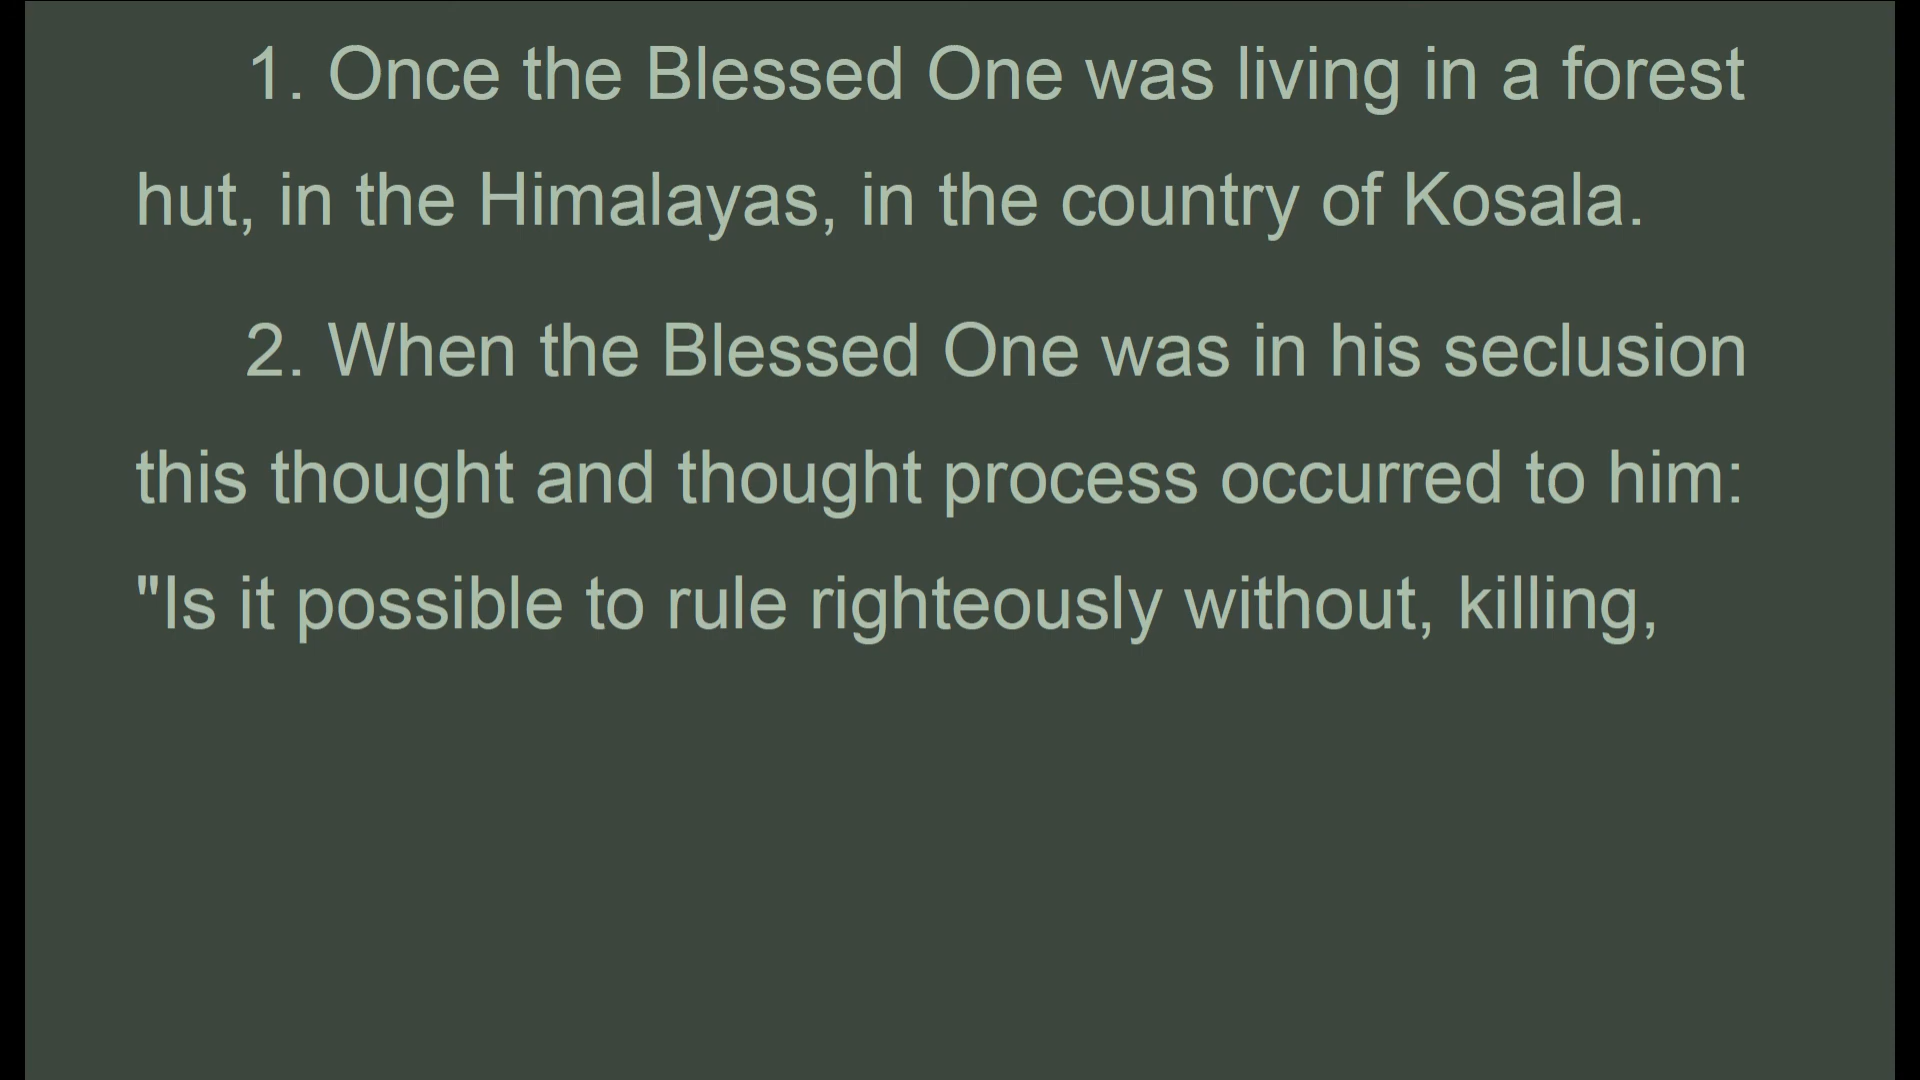 1. Once the Blessed One was living in a forest
hut, in the Himalayas, in the country of Kosala.
2. When the Blessed One was in his seclusion
this thought and thought process occurred to him:
"Is it possible to rule righteously without, killing,